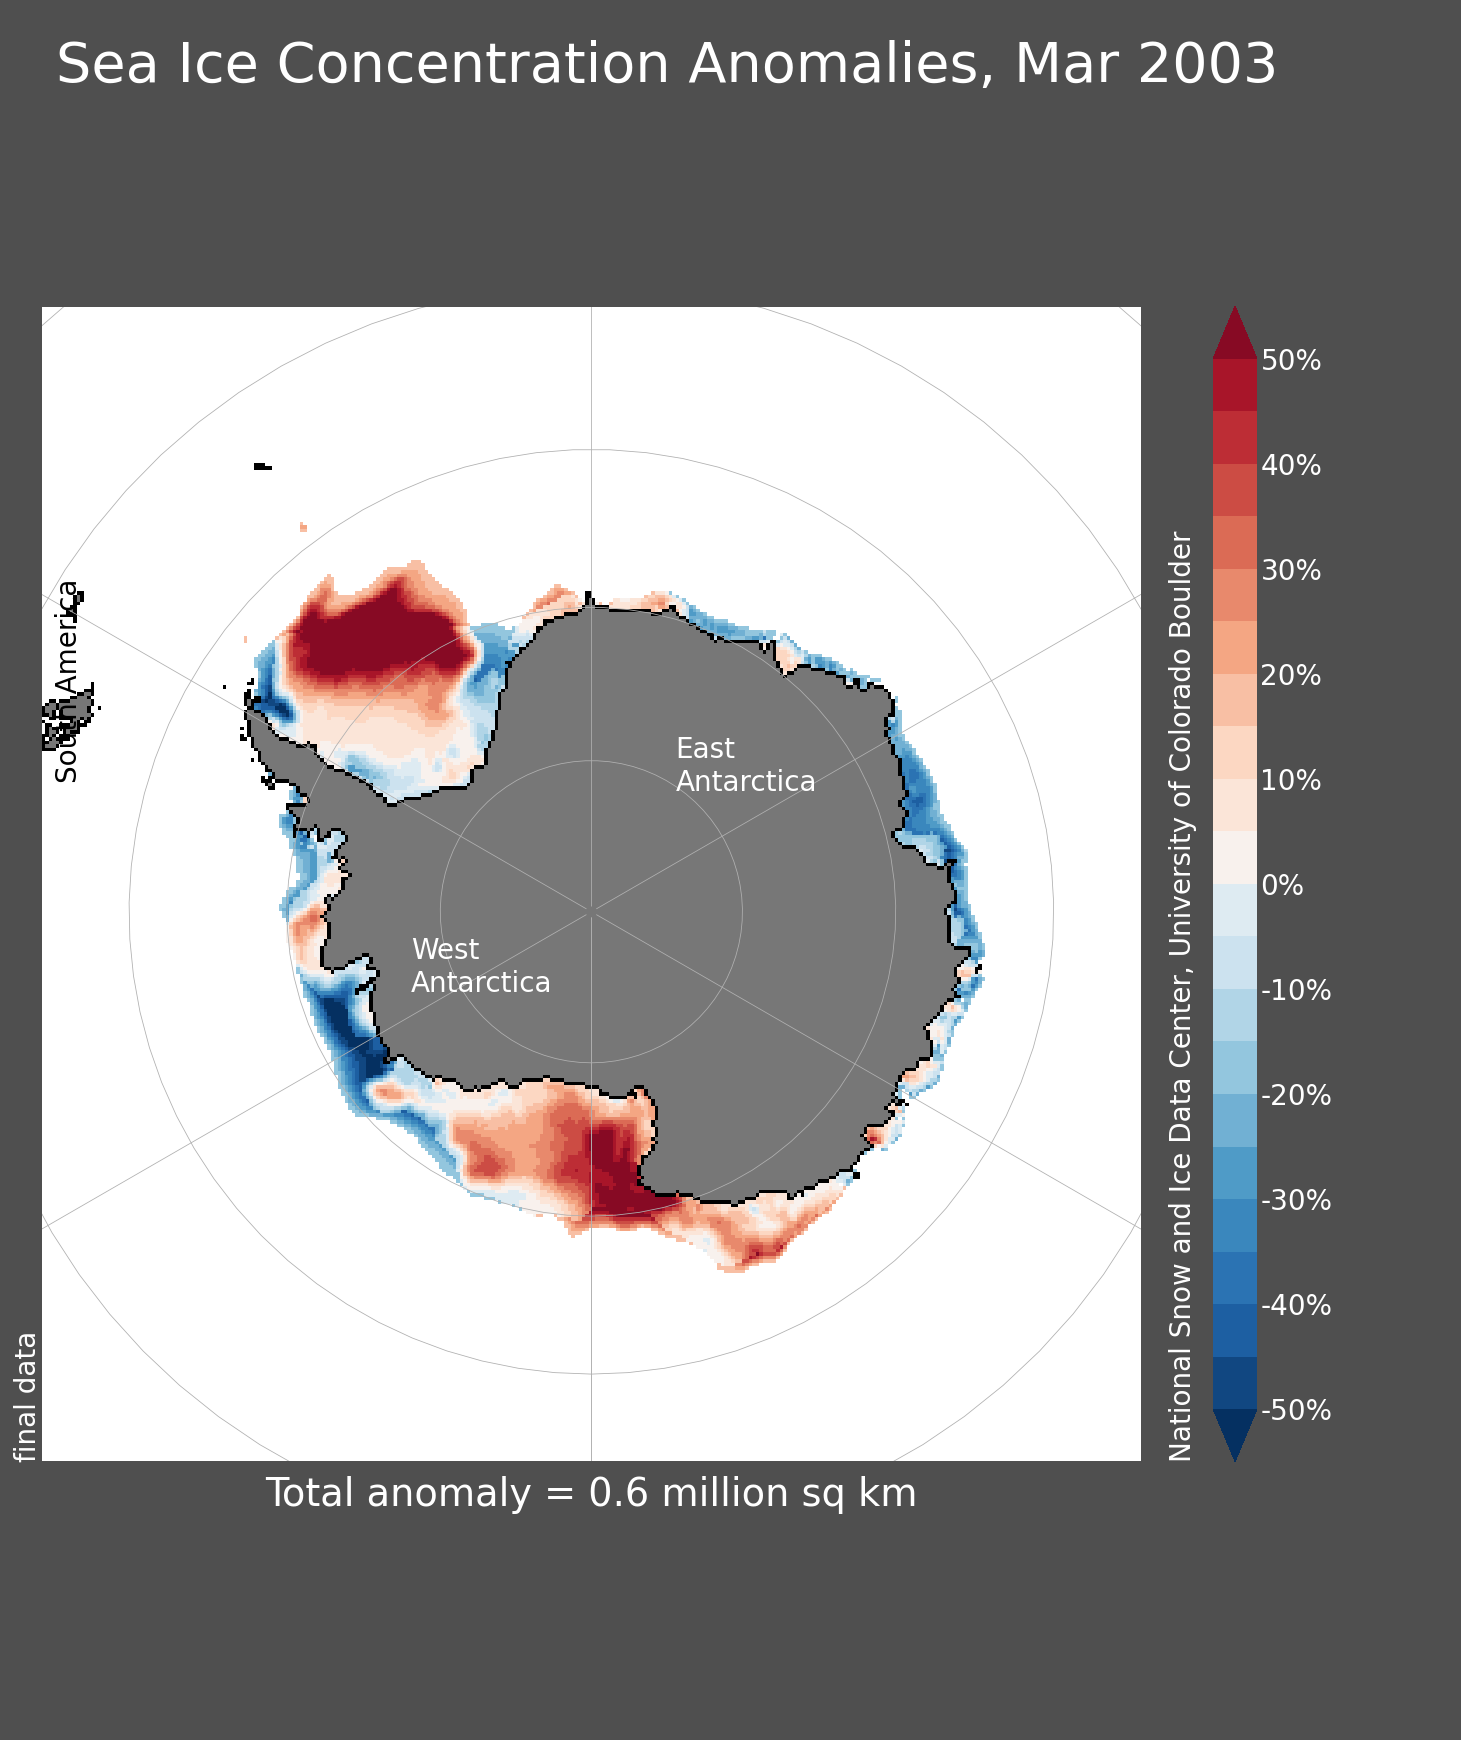 Sea Ice Concentration Anomalies, Mar 2003
South America
East
Antarctica
West
Antarctica
final data
National Snow and Ice Data Center, University of Colorado Boulder
50%
40%
30%
20%
10%
0%
-10%
-20%
-30%
-40%
-50%
Total anomaly = 0.6 million sq km